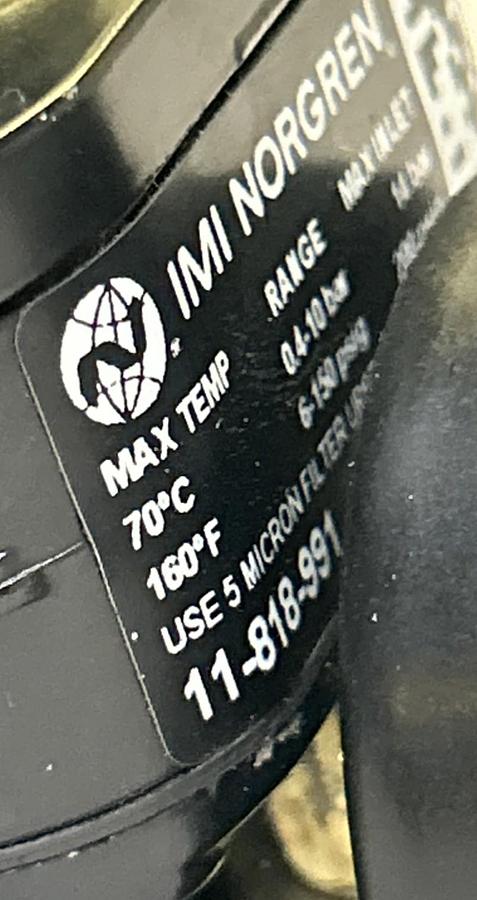 IMI NORGREN
MAX TEMP
70°C
160°F
RANGE
0.4-10 bar
6-150 psig
MAX INLET
bar
USE 5 MICRON FILTER
11-818-991